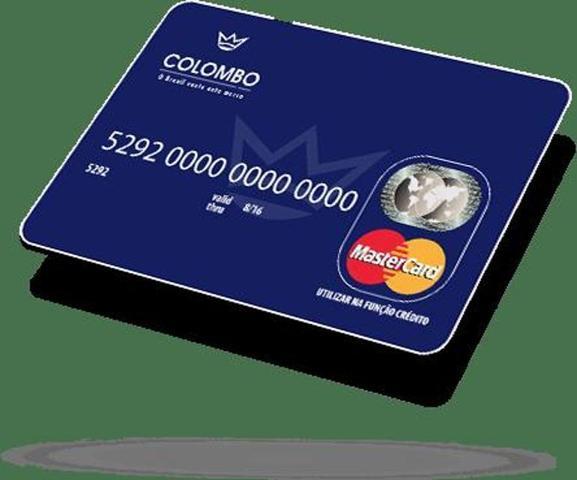 COLOMBO
O Brasil veste esta marca
5292 0000 0000 0000
5292
valid thru 8/16
MasterCard
UTILIZAR NA FUNÇÃO CRÉDITO